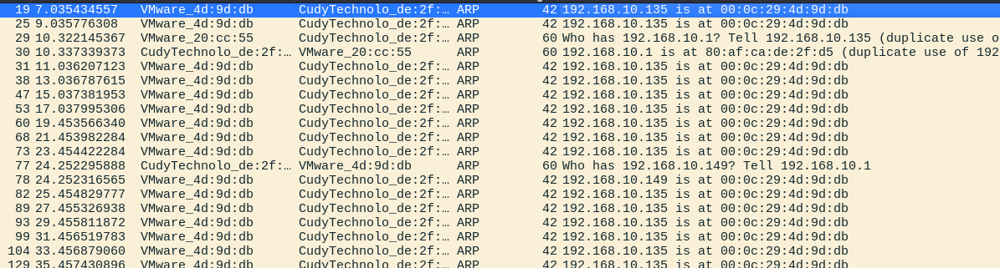 19 7.035434557 VMware_4d:9d:db CudyTechnolo_de:2f:… ARP 42 192.168.10.135 is at 00:0c:29:4d:9d:db
25 9.035776308 VMware_4d:9d:db CudyTechnolo_de:2f:… ARP 42 192.168.10.135 is at 00:0c:29:4d:9d:db
29 10.322145367 VMware_20:cc:55 CudyTechnolo_de:2f:… ARP 60 Who has 192.168.10.1? Tell 192.168.10.135 (duplicate use o
30 10.337339373 CudyTechnolo_de:2f:… VMware_20:cc:55 ARP 60 192.168.10.1 is at 80:af:ca:de:2f:d5 (duplicate use of 192
31 11.036207123 VMware_4d:9d:db CudyTechnolo_de:2f:… ARP 42 192.168.10.135 is at 00:0c:29:4d:9d:db
38 13.036787615 VMware_4d:9d:db CudyTechnolo_de:2f:… ARP 42 192.168.10.135 is at 00:0c:29:4d:9d:db
47 15.037381953 VMware_4d:9d:db CudyTechnolo_de:2f:… ARP 42 192.168.10.135 is at 00:0c:29:4d:9d:db
53 17.037995306 VMware_4d:9d:db CudyTechnolo_de:2f:… ARP 42 192.168.10.135 is at 00:0c:29:4d:9d:db
60 19.453566340 VMware_4d:9d:db CudyTechnolo_de:2f:… ARP 42 192.168.10.135 is at 00:0c:29:4d:9d:db
68 21.453982284 VMware_4d:9d:db CudyTechnolo_de:2f:… ARP 42 192.168.10.135 is at 00:0c:29:4d:9d:db
73 23.454422284 VMware_4d:9d:db CudyTechnolo_de:2f:… ARP 42 192.168.10.135 is at 00:0c:29:4d:9d:db
77 24.252295888 CudyTechnolo_de:2f:… VMware_4d:9d:db ARP 60 Who has 192.168.10.149? Tell 192.168.10.1
78 24.252316565 VMware_4d:9d:db CudyTechnolo_de:2f:… ARP 42 192.168.10.149 is at 00:0c:29:4d:9d:db
82 25.454829777 VMware_4d:9d:db CudyTechnolo_de:2f:… ARP 42 192.168.10.135 is at 00:0c:29:4d:9d:db
89 27.455326938 VMware_4d:9d:db CudyTechnolo_de:2f:… ARP 42 192.168.10.135 is at 00:0c:29:4d:9d:db
93 29.455811872 VMware_4d:9d:db CudyTechnolo_de:2f:… ARP 42 192.168.10.135 is at 00:0c:29:4d:9d:db
99 31.456519783 VMware_4d:9d:db CudyTechnolo_de:2f:… ARP 42 192.168.10.135 is at 00:0c:29:4d:9d:db
104 33.456879060 VMware_4d:9d:db CudyTechnolo_de:2f:… ARP 42 192.168.10.135 is at 00:0c:29:4d:9d:db
129 35.457430896 VMware_4d:9d:db CudyTechnolo_de:2f:… ARP 42 192.168.10.135 is at 00:0c:29:4d:9d:db